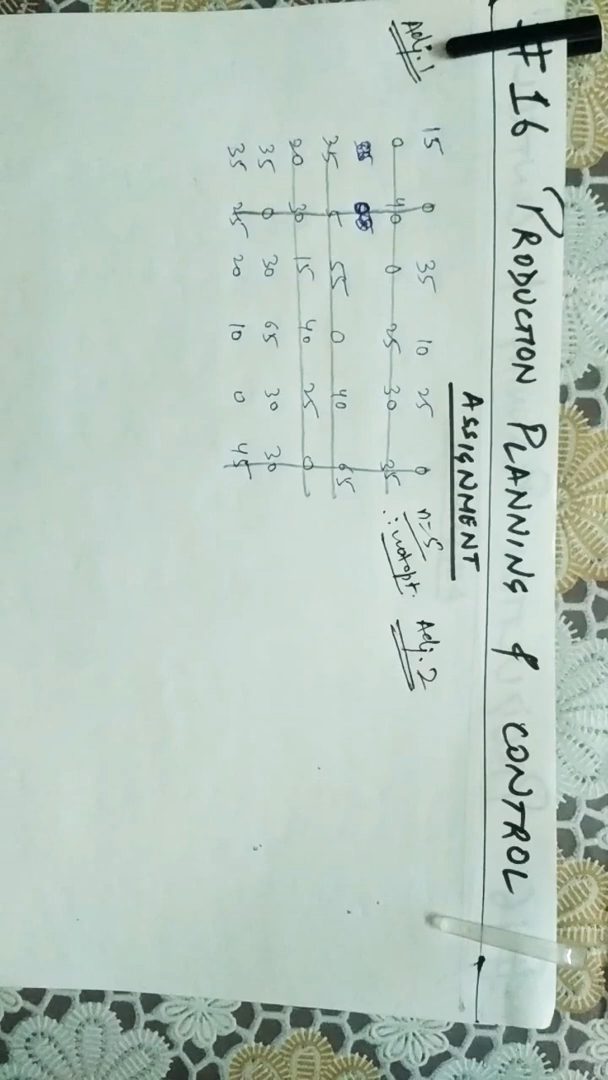 # 16 PRODUCTION PLANNING & CONTROL
ASSIGNMENT
Adj. 1 15 0 35 10 25 0 n=5 Adj. 2
0 40 0 25 30 35 ∴ not opt.
35 5 55 0 40 65
20 30 15 40 25 0
35 0 30 65 30 30
35 25 20 10 0 45